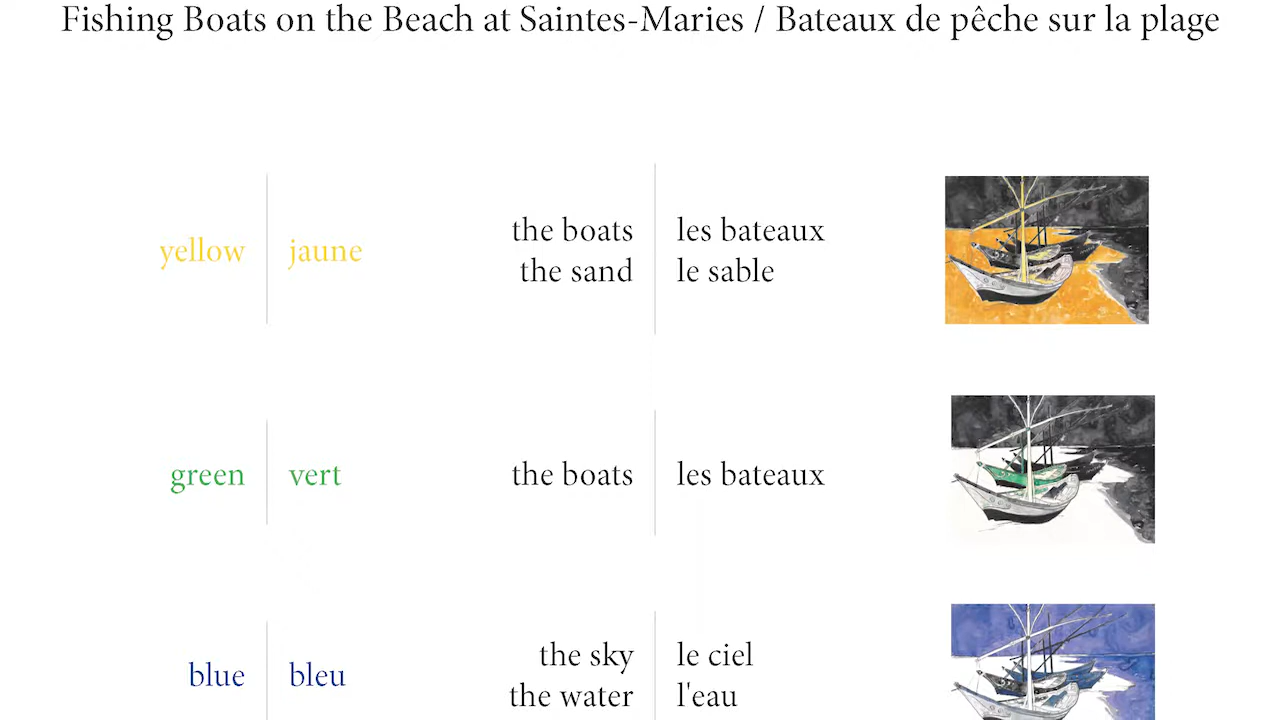 Fishing Boats on the Beach at Saintes-Maries / Bateaux de pêche sur la plage
yellow jaune
the boats les bateaux
the sand le sable
green vert
the boats les bateaux
blue bleu
the sky le ciel
the water l'eau